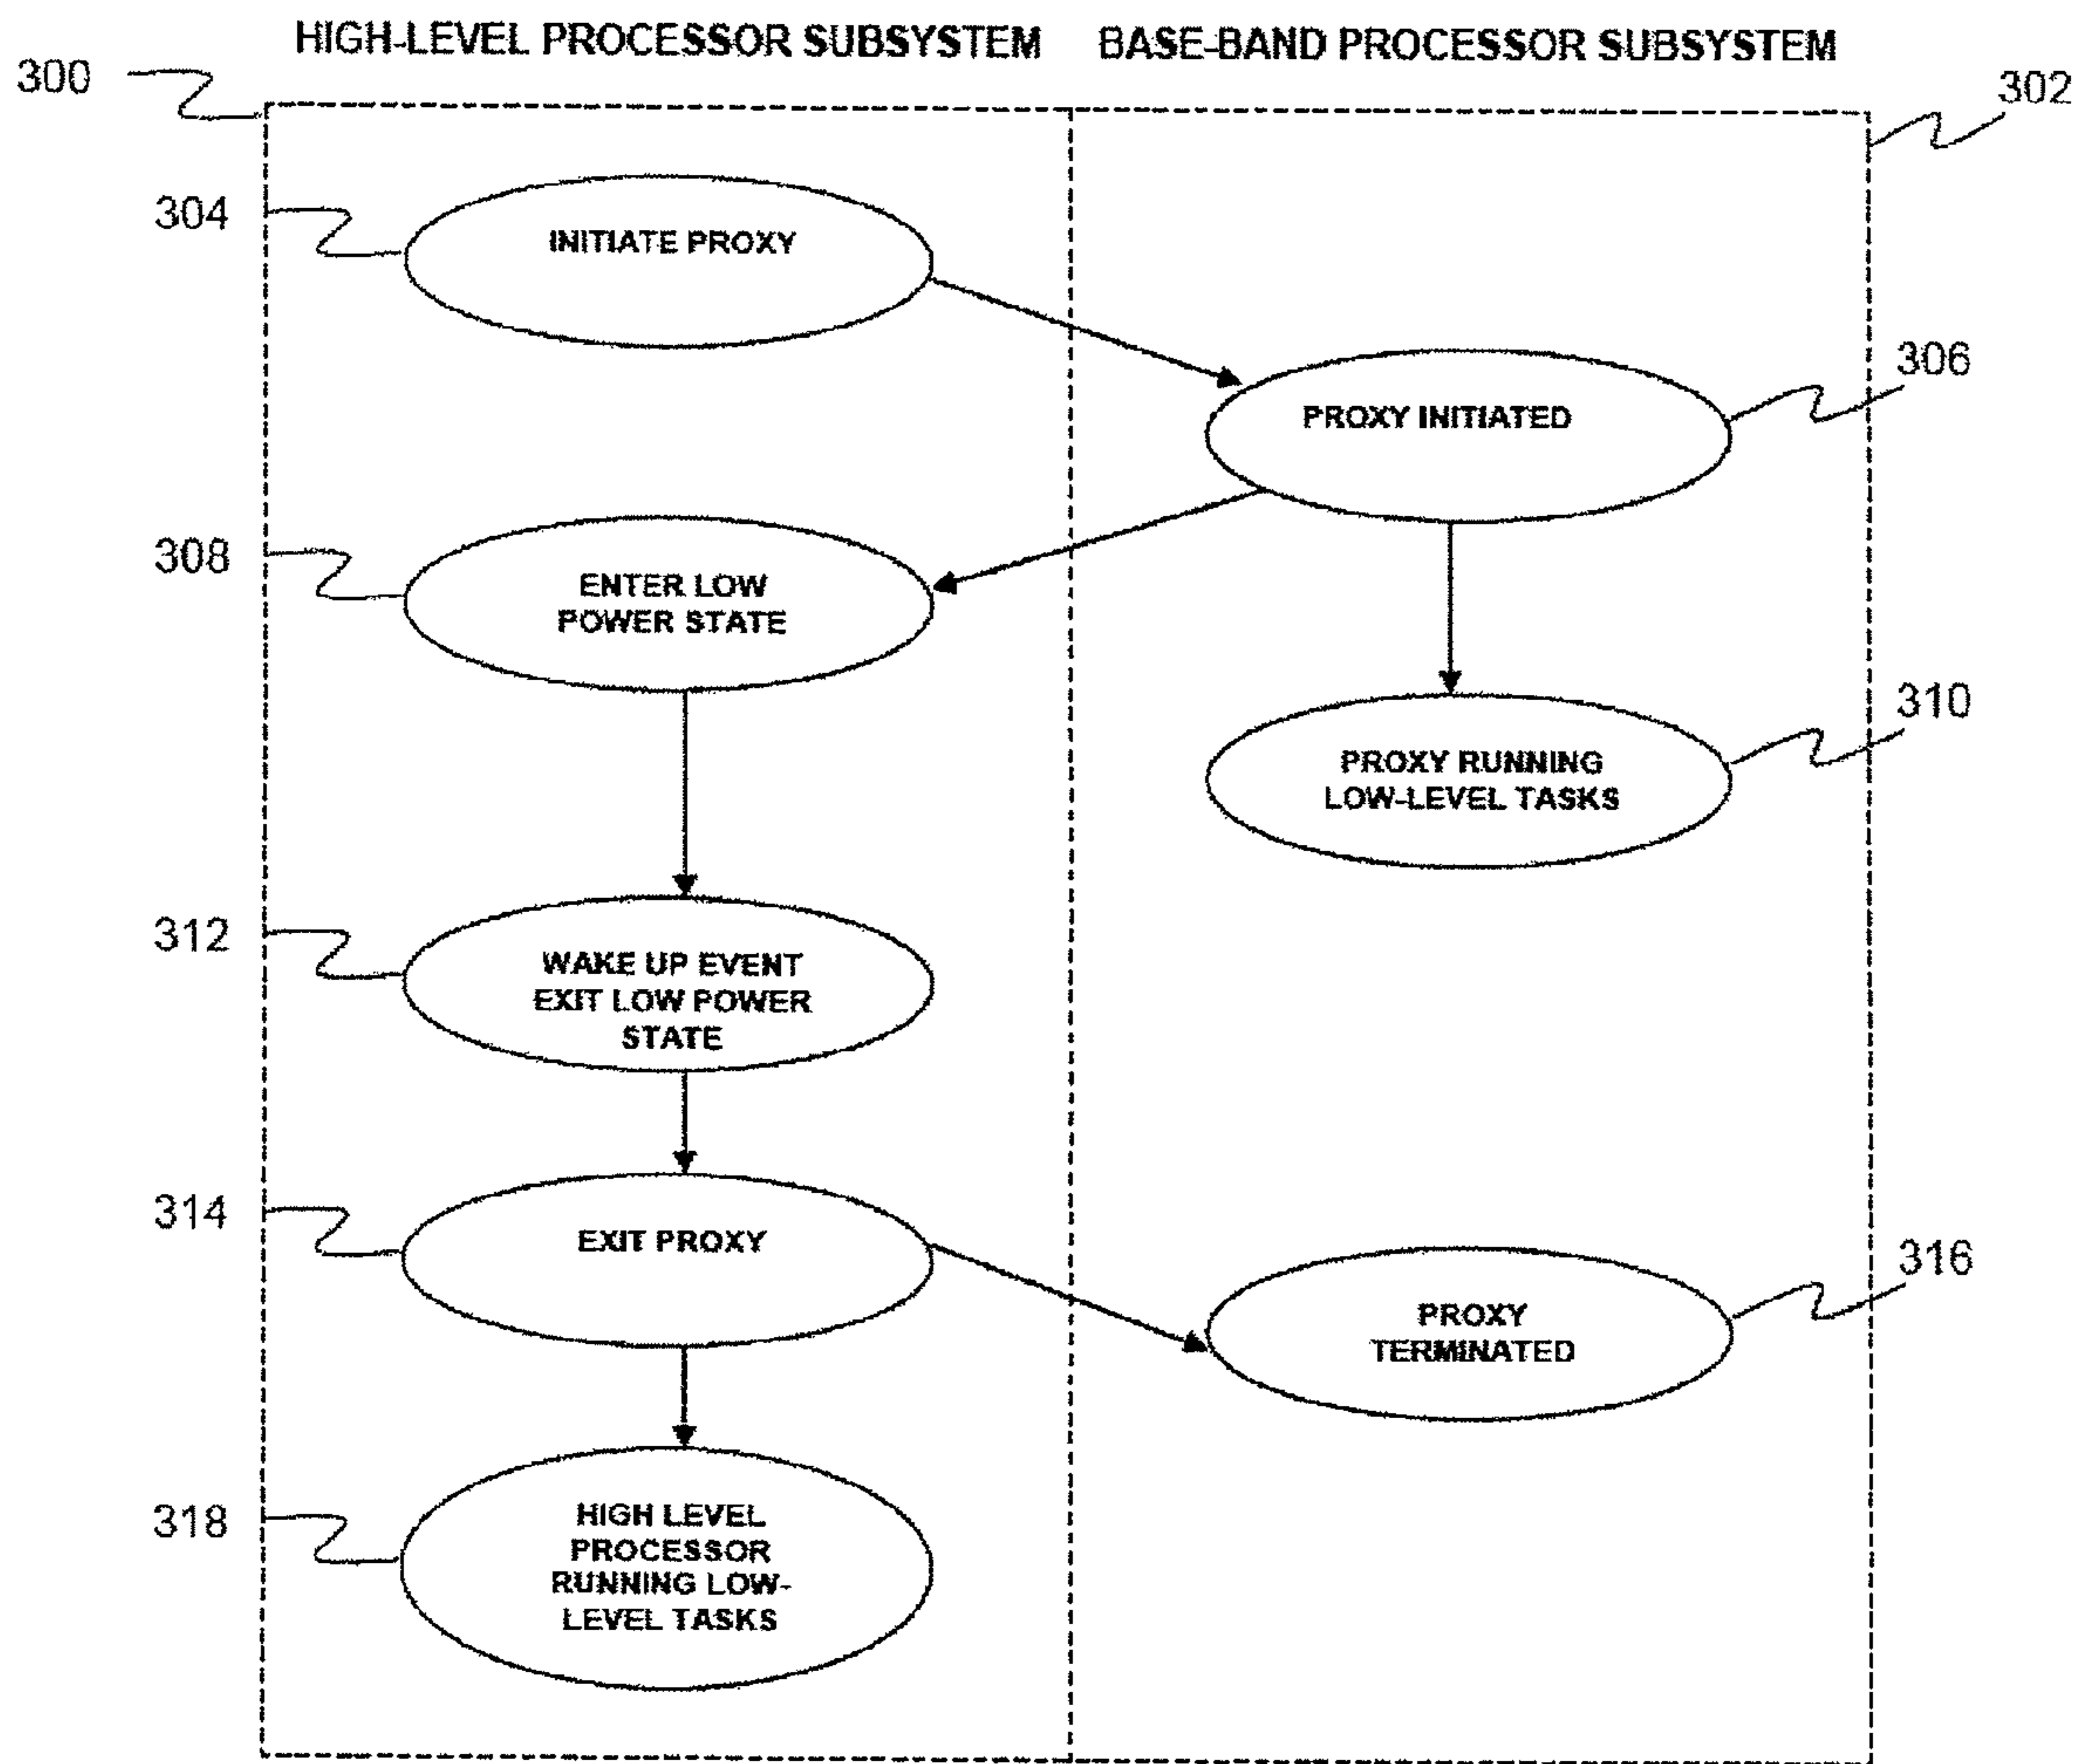 HIGH-LEVEL PROCESSOR SUBSYSTEM
BASE-BAND PROCESSOR SUBSYSTEM
300
302
304
INITIATE PROXY
306
PROXY INITIATED
308
ENTER LOW
POWER STATE
310
PROXY RUNNING
LOW-LEVEL TASKS
312
WAKE UP EVENT
EXIT LOW POWER
STATE
314
EXIT PROXY
316
PROXY
TERMINATED
318
HIGH LEVEL
PROCESSOR
RUNNING LOW-
LEVEL TASKS